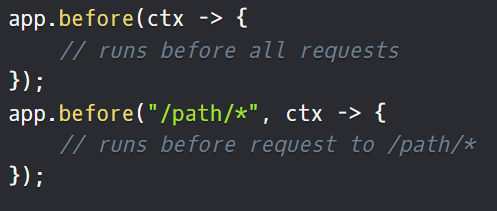 app.before(ctx -> {
    // runs before all requests
});
app.before("/path/*", ctx -> {
    // runs before request to /path/*
});